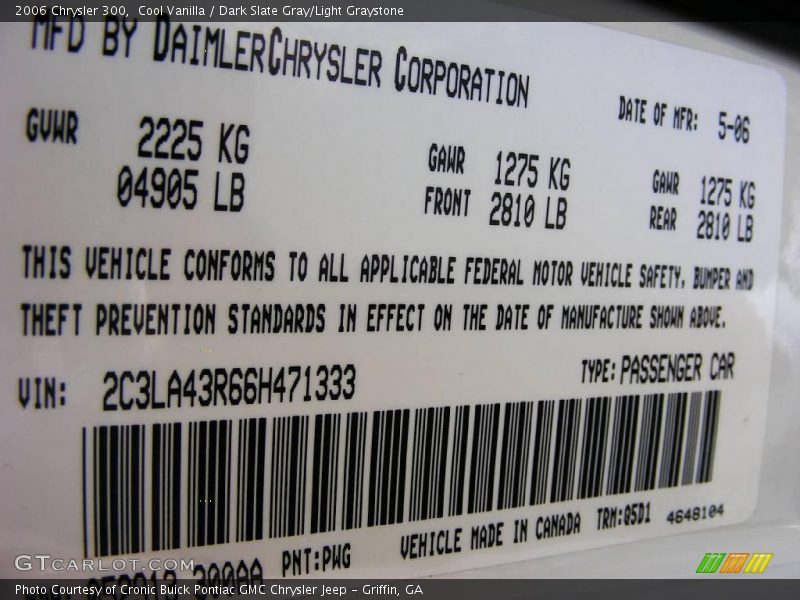 2006 Chrysler 300, Cool Vanilla / Dark Slate Gray/Light Graystone
MFD BY DAIMLERCHRYSLER CORPORATION
DATE OF MFR: 5-06
GVWR 2225 KG
04905 LB
GAWR 1275 KG
FRONT 2810 LB
GAWR 1275 KG
REAR 2810 LB
THIS VEHICLE CONFORMS TO ALL APPLICABLE FEDERAL MOTOR VEHICLE SAFETY, BUMPER AND
THEFT PREVENTION STANDARDS IN EFFECT ON THE DATE OF MANUFACTURE SHOWN ABOVE.
VIN: 2C3LA43R66H471333
TYPE: PASSENGER CAR
VEHICLE MADE IN CANADA TRM:Q5D1 4648104
300AA PNT:PWG
GTCARLOT.COM
Photo Courtesy of Cronic Buick Pontiac GMC Chrysler Jeep - Griffin, GA